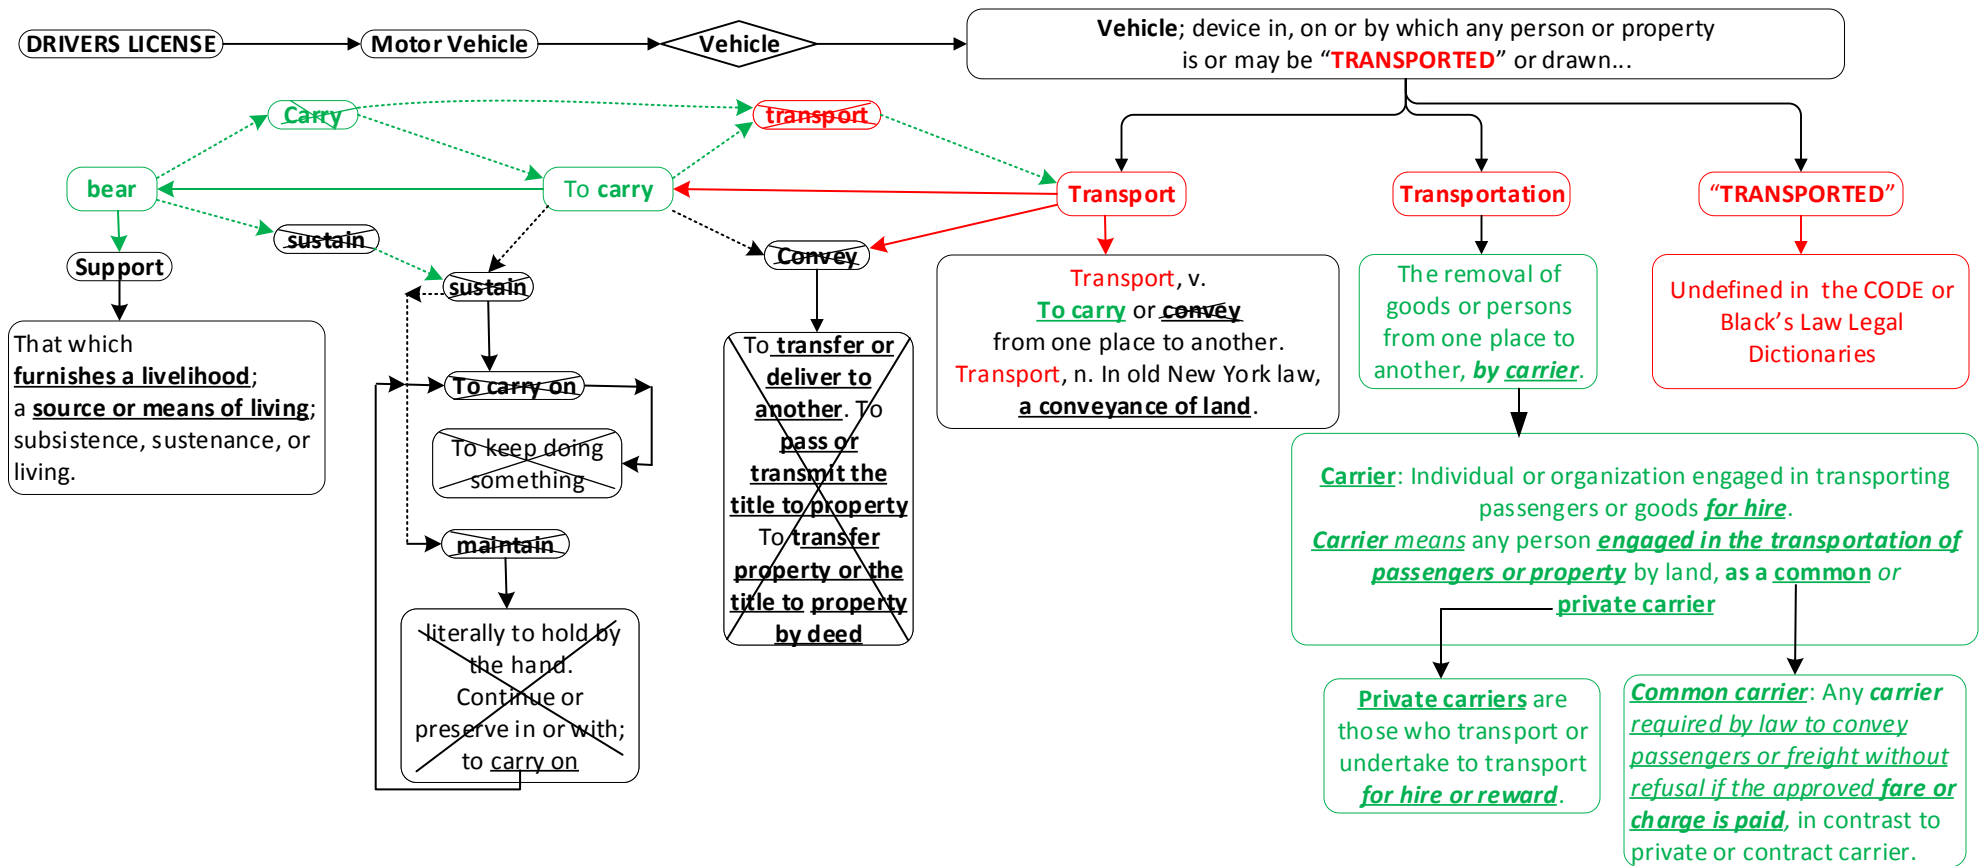 DRIVERS LICENSE
Motor Vehicle
Vehicle
Vehicle; device in, on or by which any person or property
is or may be “TRANSPORTED” or drawn...
Carry
transport
bear
To carry
Transport
Transportation
“TRANSPORTED”
sustain
Support
sustain
Convey
That which
furnishes a livelihood;
a source or means of living;
subsistence, sustenance, or
living.
To carry on
To keep doing
something
maintain
literally to hold by
the hand.
Continue or
preserve in or with;
to carry on
To transfer or
deliver to
another. To
pass or
transmit the
title to property
To transfer
property or the
title to property
by deed
Transport, v.
To carry or convey
from one place to another.
Transport, n. In old New York law,
a conveyance of land.
The removal of
goods or persons
from one place to
another, by carrier.
Undefined in the CODE or
Black’s Law Legal
Dictionaries
Carrier: Individual or organization engaged in transporting
passengers or goods for hire.
Carrier means any person engaged in the transportation of
passengers or property by land, as a common or
private carrier
Private carriers are
those who transport or
undertake to transport
for hire or reward.
Common carrier: Any carrier
required by law to convey
passengers or freight without
refusal if the approved fare or
charge is paid, in contrast to
private or contract carrier.